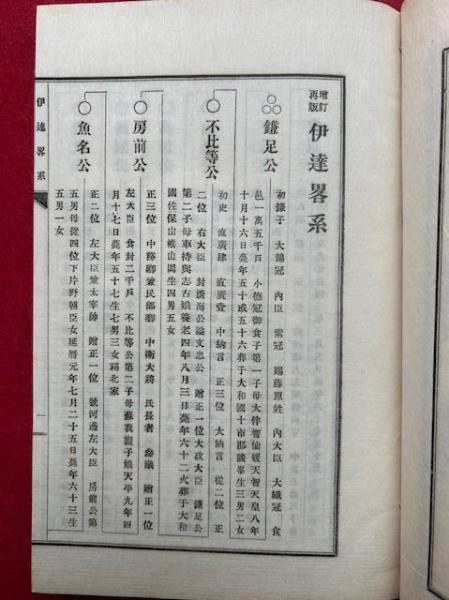 増訂
再版
伊達畧系
鎌足公
初鎌子 大錦冠 内臣 紫冠 賜藤原姓 内大臣 大織冠 食
邑一萬五千戸 小德冠御食子第一子母大伴智仙媛天智天皇八年
十月十六日薨年五十或五十六葬于大和國十市郡談峯生三男二女
不比等公
初史 直廣肆 直廣壹 中納言 正三位 大納言 從二位 正
二位 右大臣 封淡海公謚文忠公 贈正一位太政大臣 鎌足公
第二子母車持與志古娘養老四年八月三日薨年六十二火葬于大和
國佐保山椎山岡生四男五女
房前公
正三位 中務卿兼民部卿 中衛大將 氏長者 參議 贈正一位
左大臣 食封二千戸 不比等公第二子母蘇我娼子娘天平九年四
月十七日薨年五十七生七男三女稱北家
魚名公
正二位 左大臣兼太宰帥 贈正一位 號河邊左大臣 房前公第
五男母從四位下片野朝臣女延曆元年七月二十五日薨年六十三生
五男一女
伊達畧系
一